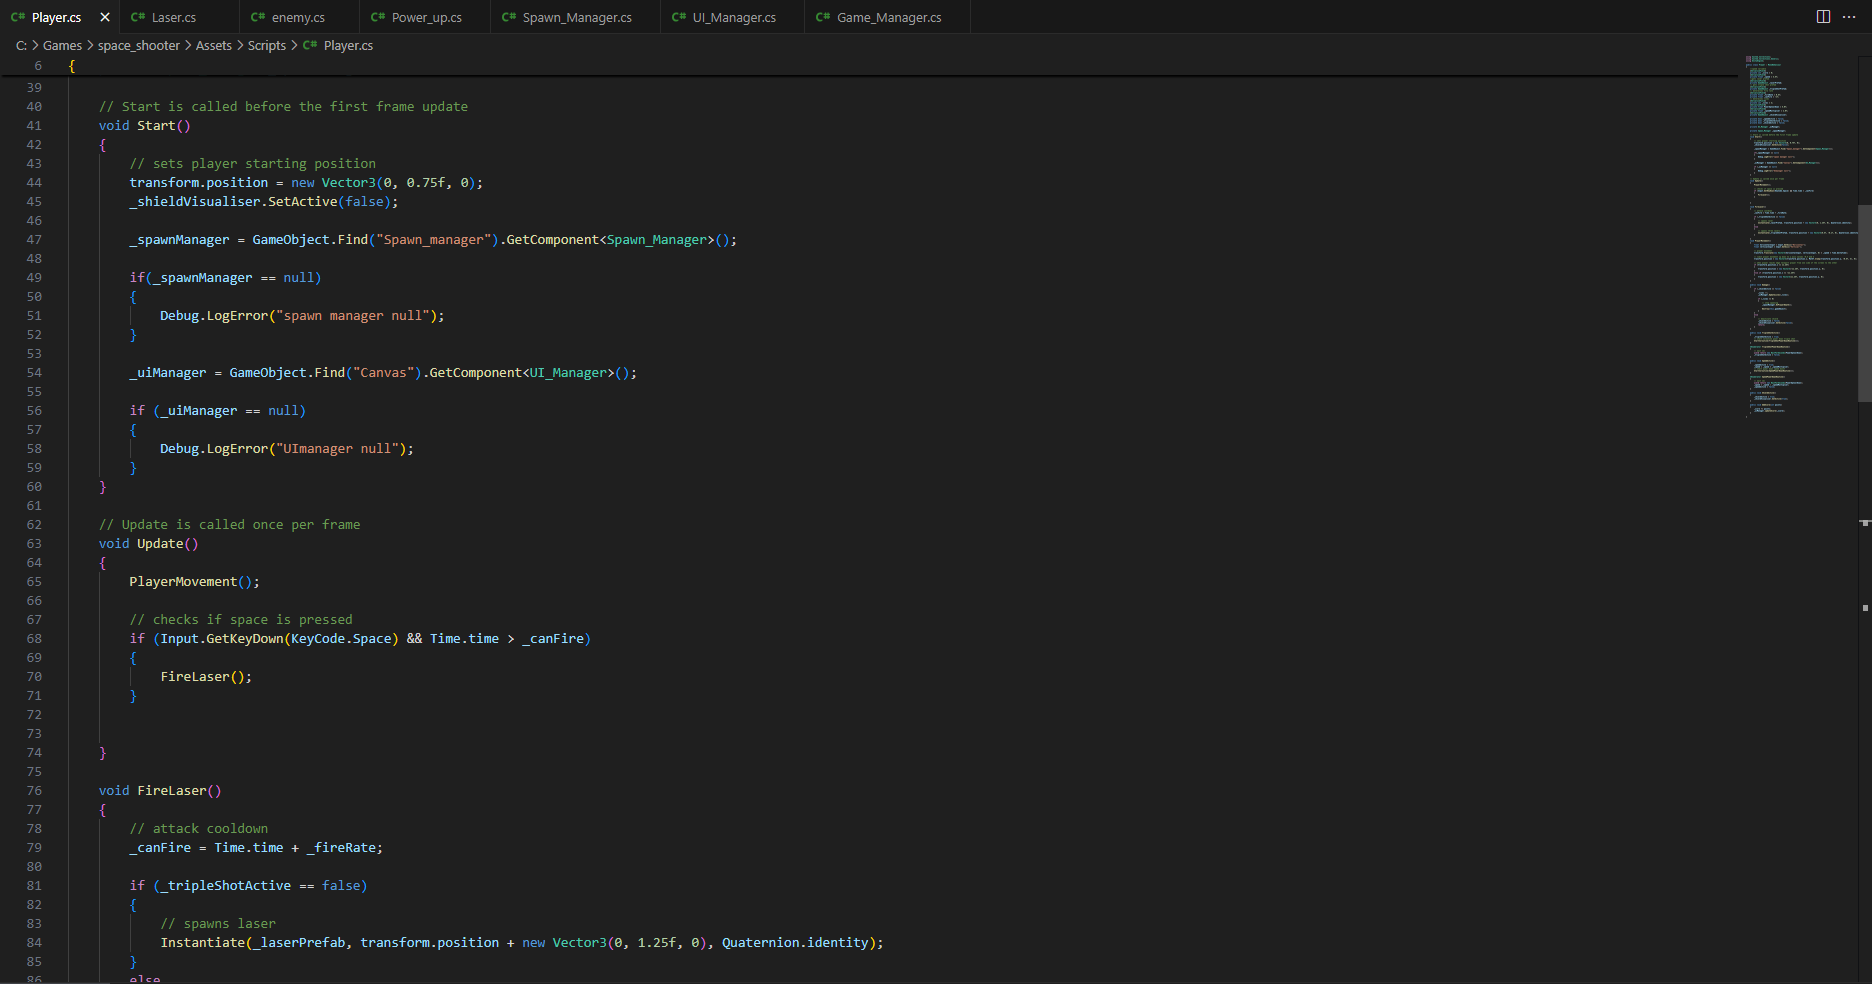 C# Player.cs × C# Laser.cs C# enemy.cs C# Power_up.cs C# Spawn_Manager.cs C# UI_Manager.cs C# Game_Manager.cs
C: > Games > space_shooter > Assets > Scripts > C# Player.cs
6 {
39
40 // Start is called before the first frame update
41 void Start()
42 {
43 // sets player starting position
44 transform.position = new Vector3(0, 0.75f, 0);
45 _shieldVisualiser.SetActive(false);
46
47 _spawnManager = GameObject.Find("Spawn_manager").GetComponent<Spawn_Manager>();
48
49 if(_spawnManager == null)
50 {
51 Debug.LogError("spawn manager null");
52 }
53
54 _uiManager = GameObject.Find("Canvas").GetComponent<UI_Manager>();
55
56 if (_uiManager == null)
57 {
58 Debug.LogError("UImanager null");
59 }
60 }
61
62 // Update is called once per frame
63 void Update()
64 {
65 PlayerMovement();
66
67 // checks if space is pressed
68 if (Input.GetKeyDown(KeyCode.Space) && Time.time > _canFire)
69 {
70 FireLaser();
71 }
72
73
74 }
75
76 void FireLaser()
77 {
78 // attack cooldown
79 _canFire = Time.time + _fireRate;
80
81 if (_tripleShotActive == false)
82 {
83 // spawns laser
84 Instantiate(_laserPrefab, transform.position + new Vector3(0, 1.25f, 0), Quaternion.identity);
85 }
86 else